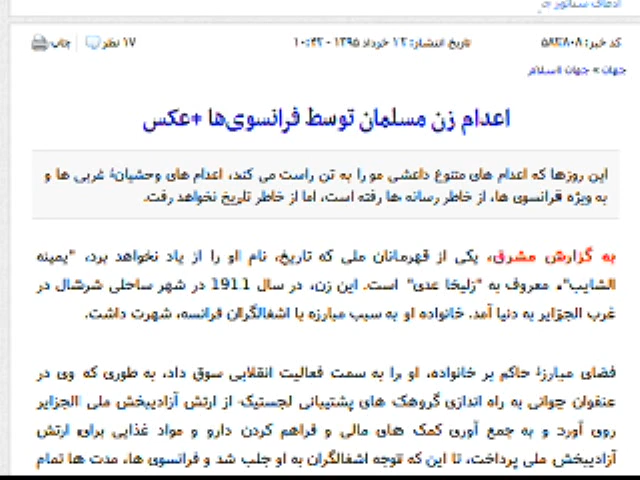 ادعای سناتور
کد خبر: ۵۸۳۸۰۸ تاریخ انتشار: ۱۲ خرداد ۱۳۹۵ - ۱۰:۴۲ ۱۷ نظر چاپ
جهان » جهان اسلام
اعدام زن مسلمان توسط فرانسوی‌ها +عکس
این روزها که اعدام های متنوع داعشی مو را به تن راست می کند، اعدام های وحشیانهٔ غربی ها و
به ویژه فرانسوی ها، از خاطر رسانه ها رفته است، اما از خاطر تاریخ نخواهد رفت.
به گزارش مشرق، یکی از قهرمانان ملی که تاریخ، نام او را از یاد نخواهد برد، "یمینه
الشایب"، معروف به "زلیخا عدی" است. این زن، در سال 1911 در شهر ساحلی شرشال در
غرب الجزایر به دنیا آمد. خانواده او به سبب مبارزه با اشغالگران فرانسه، شهرت داشت.
فضای مبارزهٔ حاکم بر خانواده، او را به سمت فعالیت انقلابی سوق داد، به طوری که وی در
عنفوان جوانی به راه اندازی گروهک های پشتیبانی لجستیک از ارتش آزادیبخش ملی الجزایر
روی آورد و به جمع آوری کمک های مالی و فراهم کردن دارو و مواد غذایی برای ارتش
آزادیبخش ملی پرداخت، تا این که توجه اشغالگران به او جلب شد و فرانسوی ها، مدت ها تمام